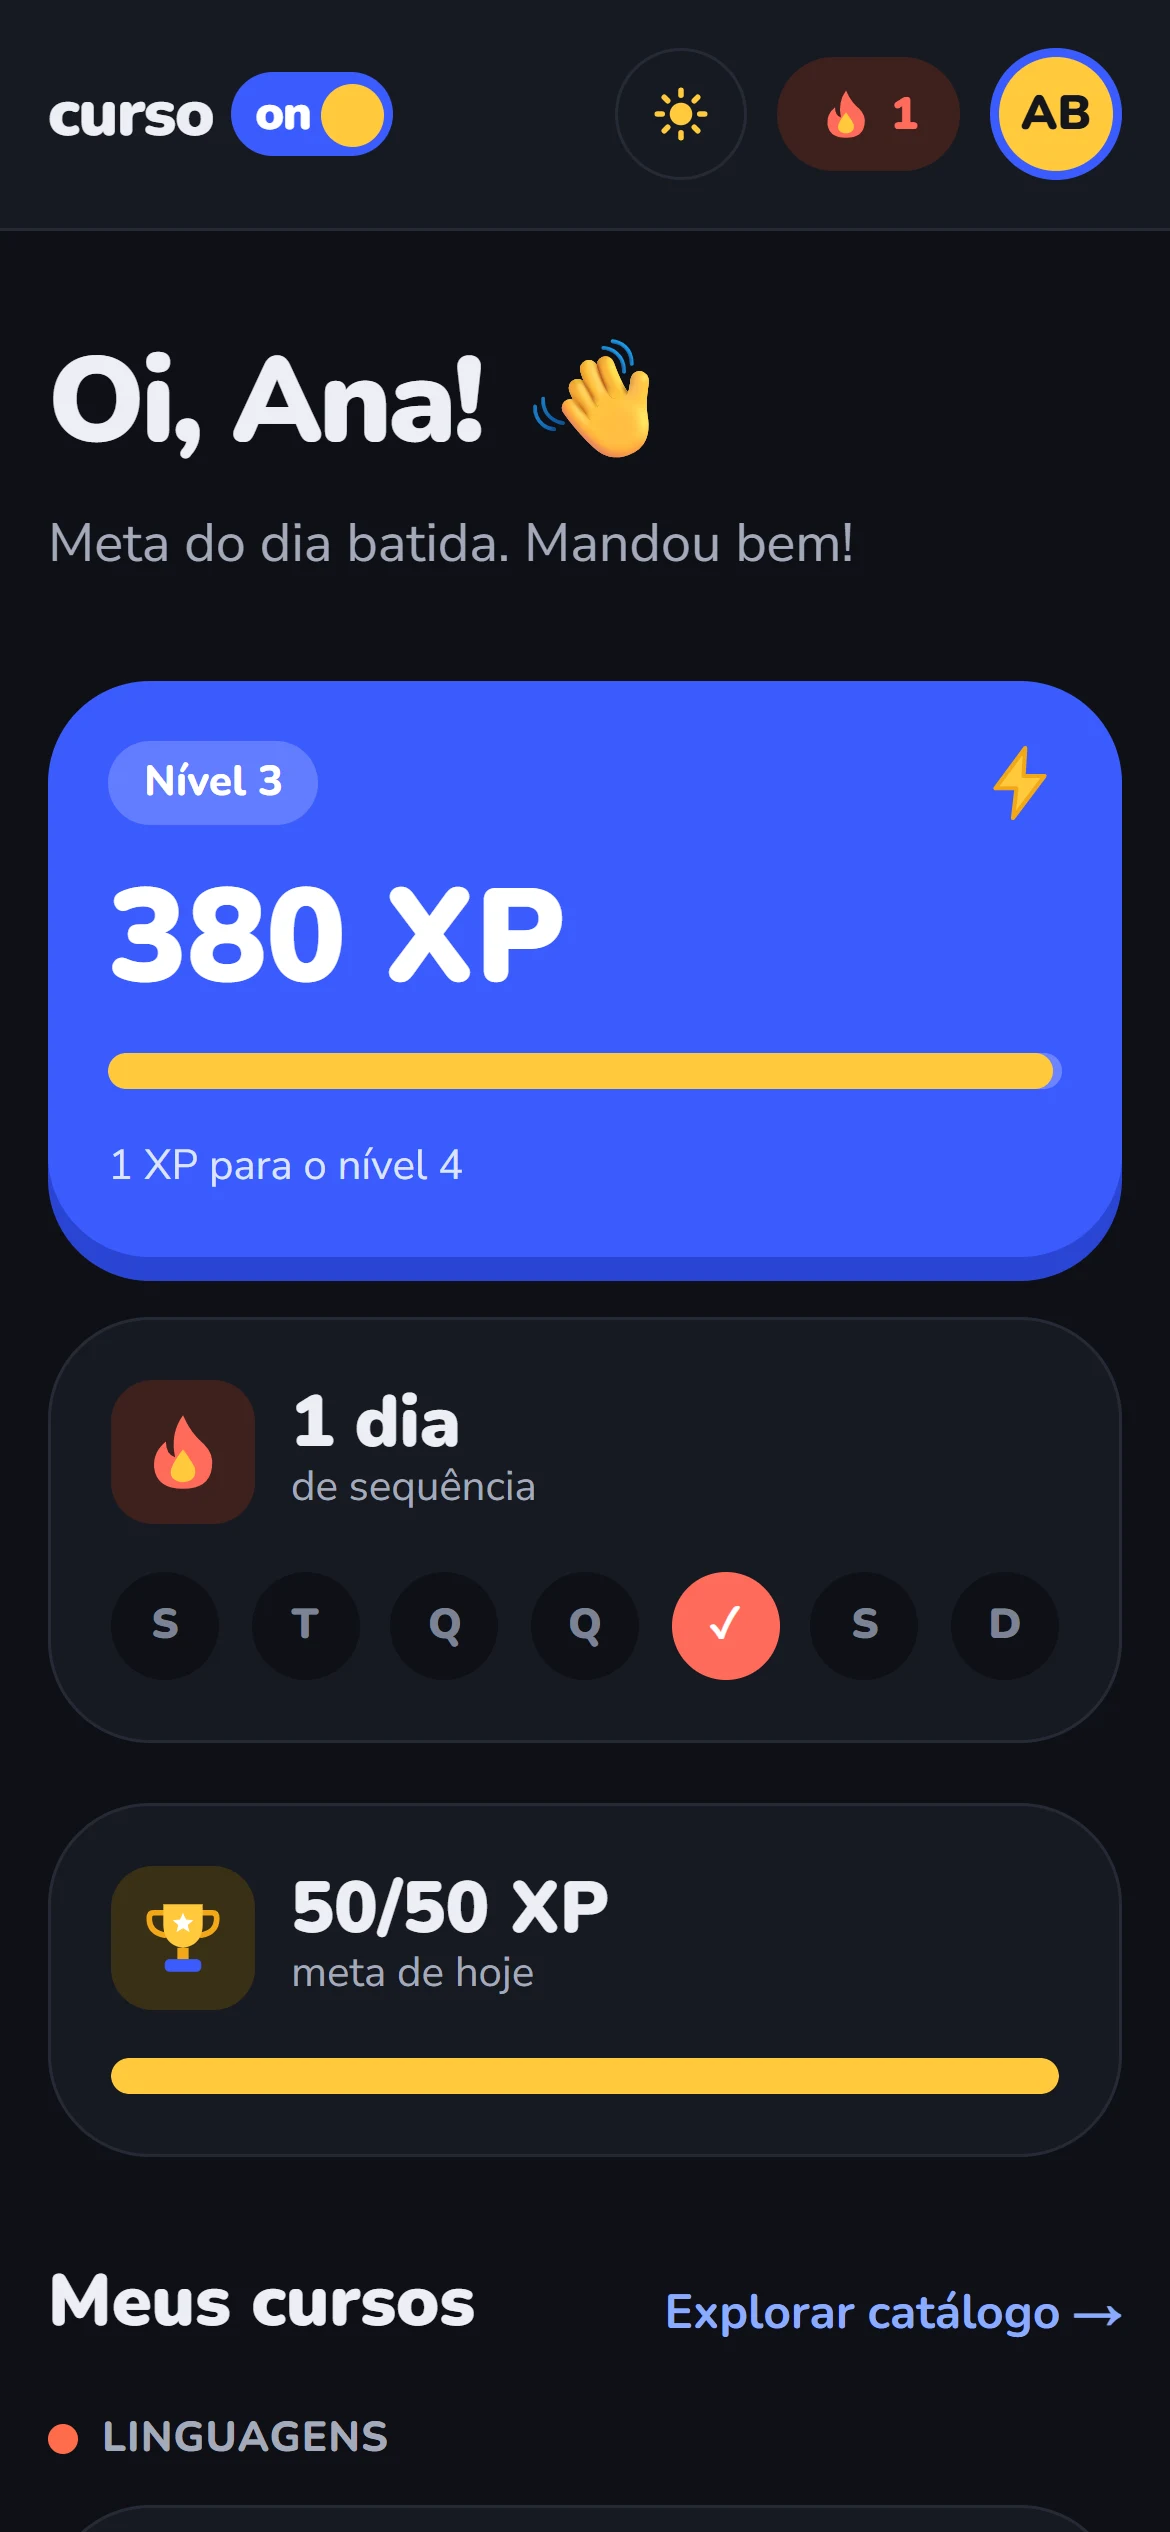 curso on
1
AB
Oi, Ana!
Meta do dia batida. Mandou bem!
Nível 3
380 XP
1 XP para o nível 4
1 dia
de sequência
S T Q Q ✓ S D
50/50 XP
meta de hoje
Meus cursos
Explorar catálogo →
LINGUAGENS